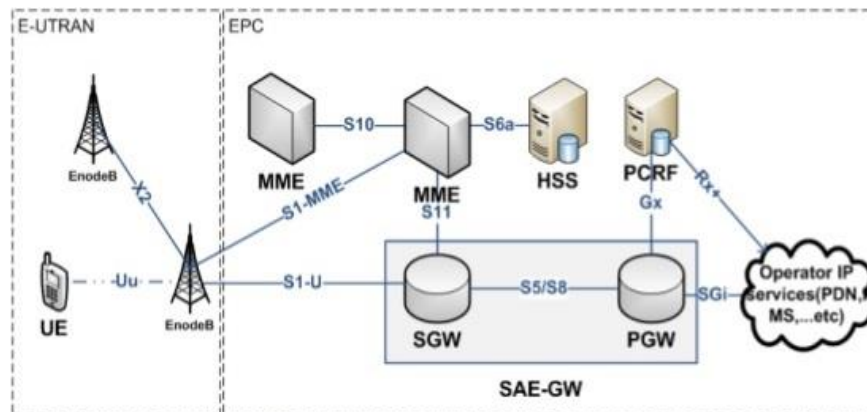 E-UTRAN
EPC
EnodeB
X2
MME
S10
MME
S6a
HSS
PCRF
S1-MME
S11
Gx
Rx+
UE
Uu
EnodeB
S1-U
SGW
S5/S8
PGW
SGi
Operator IP
services(PDN,
MS,...etc)
SAE-GW